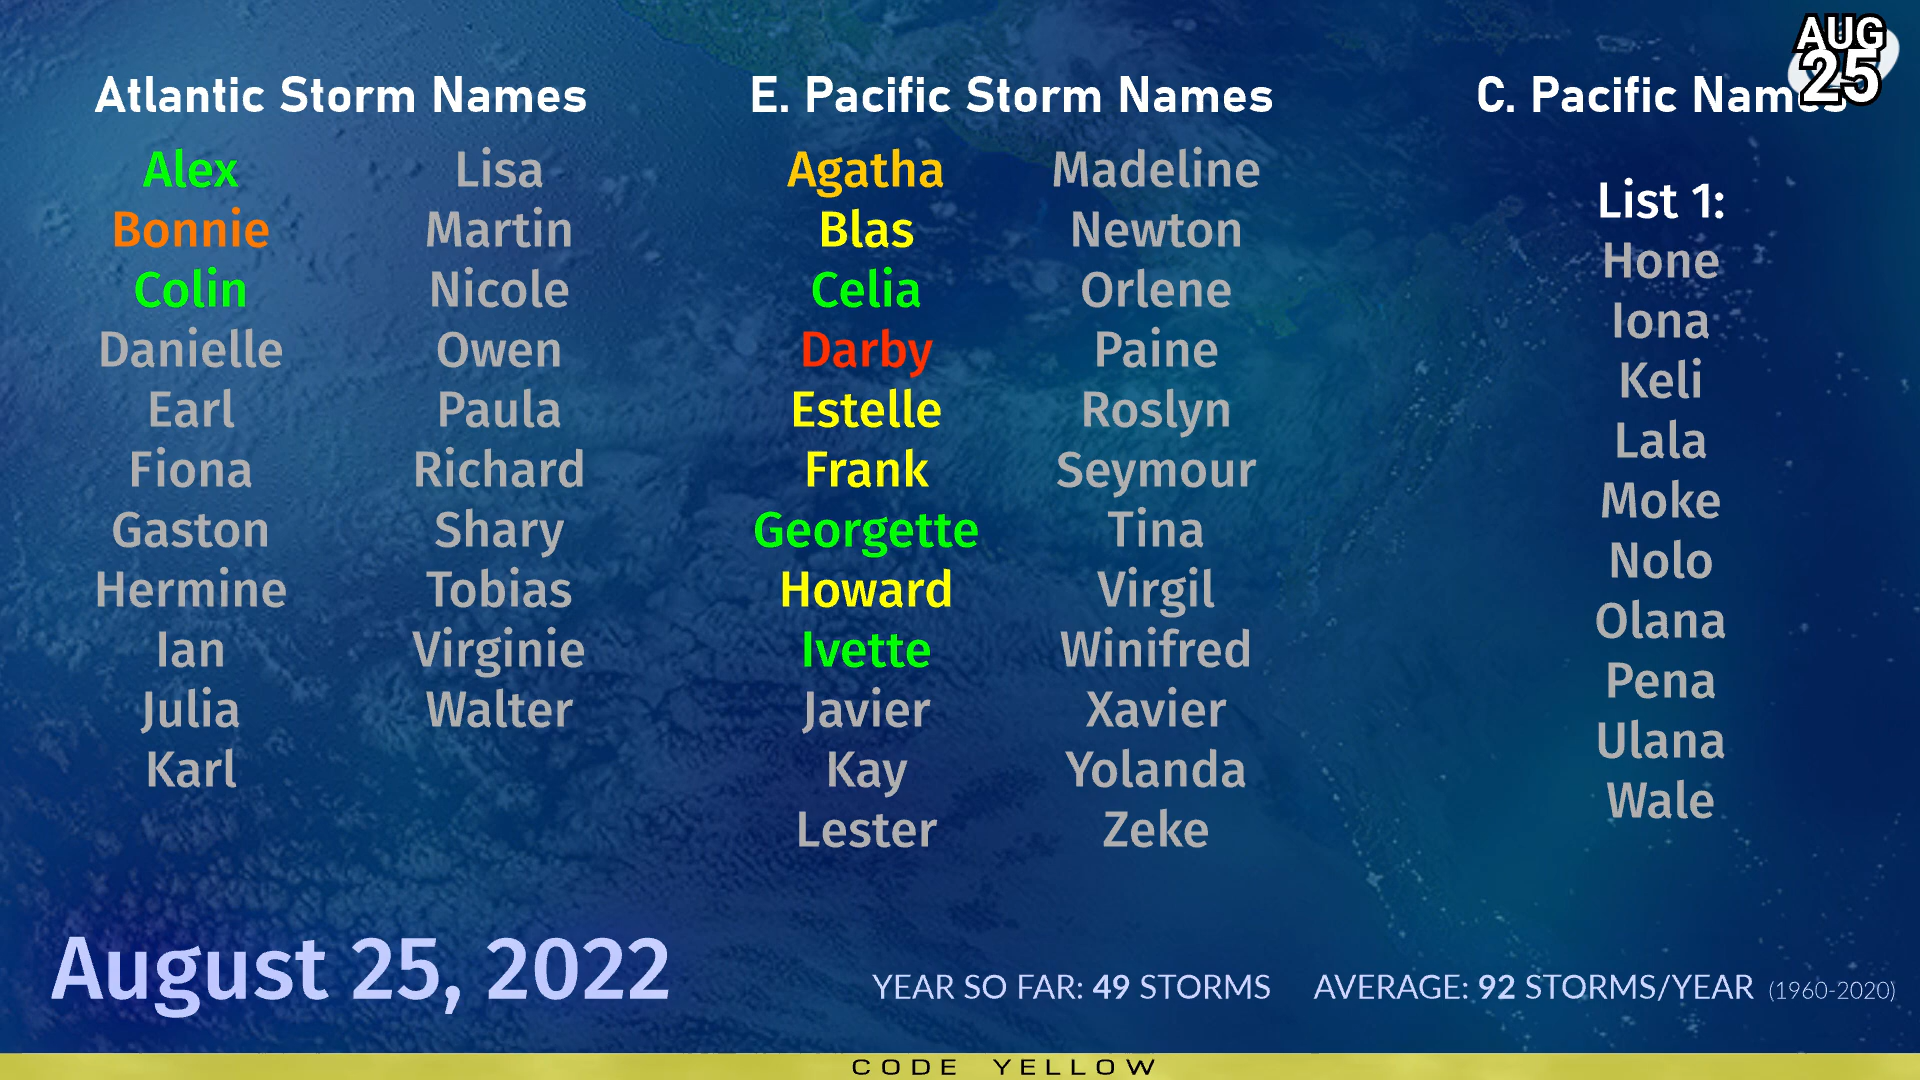 AUG
25
Atlantic Storm Names
Alex
Bonnie
Colin
Danielle
Earl
Fiona
Gaston
Hermine
Ian
Julia
Karl
Lisa
Martin
Nicole
Owen
Paula
Richard
Shary
Tobias
Virginie
Walter
E. Pacific Storm Names
Agatha
Blas
Celia
Darby
Estelle
Frank
Georgette
Howard
Ivette
Javier
Kay
Lester
Madeline
Newton
Orlene
Paine
Roslyn
Seymour
Tina
Virgil
Winifred
Xavier
Yolanda
Zeke
C. Pacific Names
List 1:
Hone
Iona
Keli
Lala
Moke
Nolo
Olana
Pena
Ulana
Wale
August 25, 2022
YEAR SO FAR: 49 STORMS AVERAGE: 92 STORMS/YEAR (1960-2020)
CODE YELLOW